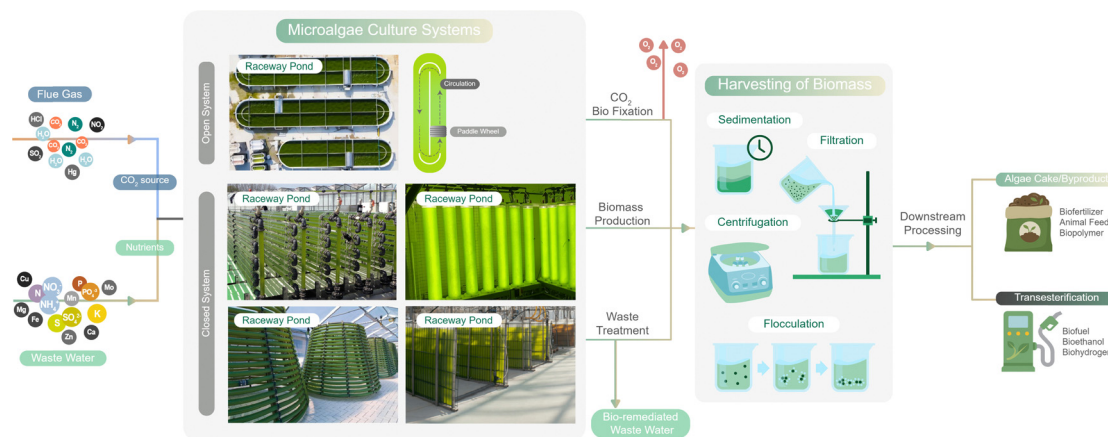 Flue Gas
HCl
CO₂
N₂
NO₂
H₂O
CO
CO₂
SO₂
N₂
H₂O
H₂O
Hg
CO₂ source
Nutrients
Cu
N
NO₃⁻
NH₄⁺
P
PO₄
Mo
Mn
Mg
Fe
S
SO₄
K
Zn
Ca
Waste Water
Microalgae Culture Systems
Open System
Raceway Pond
Circulation
Paddle Wheel
Closed System
Raceway Pond
Raceway Pond
Raceway Pond
Raceway Pond
O₂
O₂
O₂
O₂
CO₂
Bio Fixation
Biomass
Production
Waste
Treatment
Bio-remediated
Waste Water
Harvesting of Biomass
Sedimentation
Filtration
Centrifugation
Flocculation
Downstream
Processing
Algae Cake/Byproduct
Biofertilizer
Animal Feed
Biopolymer
Transesterification
Biofuel
Bioethanol
Biohydrogen